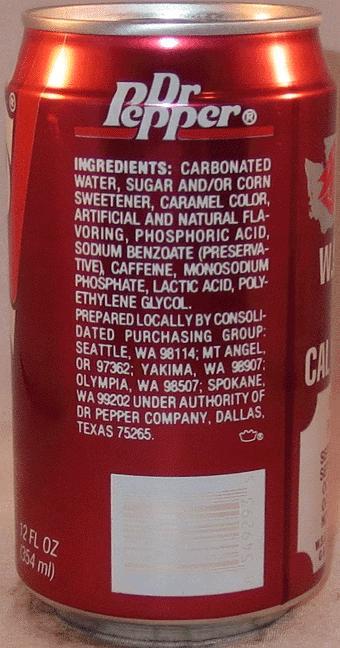 Dr
Pepper®
INGREDIENTS: CARBONATED
WATER, SUGAR AND/OR CORN
SWEETENER, CARAMEL COLOR,
ARTIFICIAL AND NATURAL FLA-
VORING, PHOSPHORIC ACID,
SODIUM BENZOATE (PRESERVA-
TIVE), CAFFEINE, MONOSODIUM
PHOSPHATE, LACTIC ACID, POLY-
ETHYLENE GLYCOL.
PREPARED LOCALLY BY CONSOLI-
DATED PURCHASING GROUP:
SEATTLE, WA 98114; MT ANGEL,
OR 97362; YAKIMA, WA 98907;
OLYMPIA, WA 98507; SPOKANE,
WA 99202 UNDER AUTHORITY OF
DR PEPPER COMPANY, DALLAS,
TEXAS 75265.
®
12 FL OZ
(354 ml)
®
W
CAL